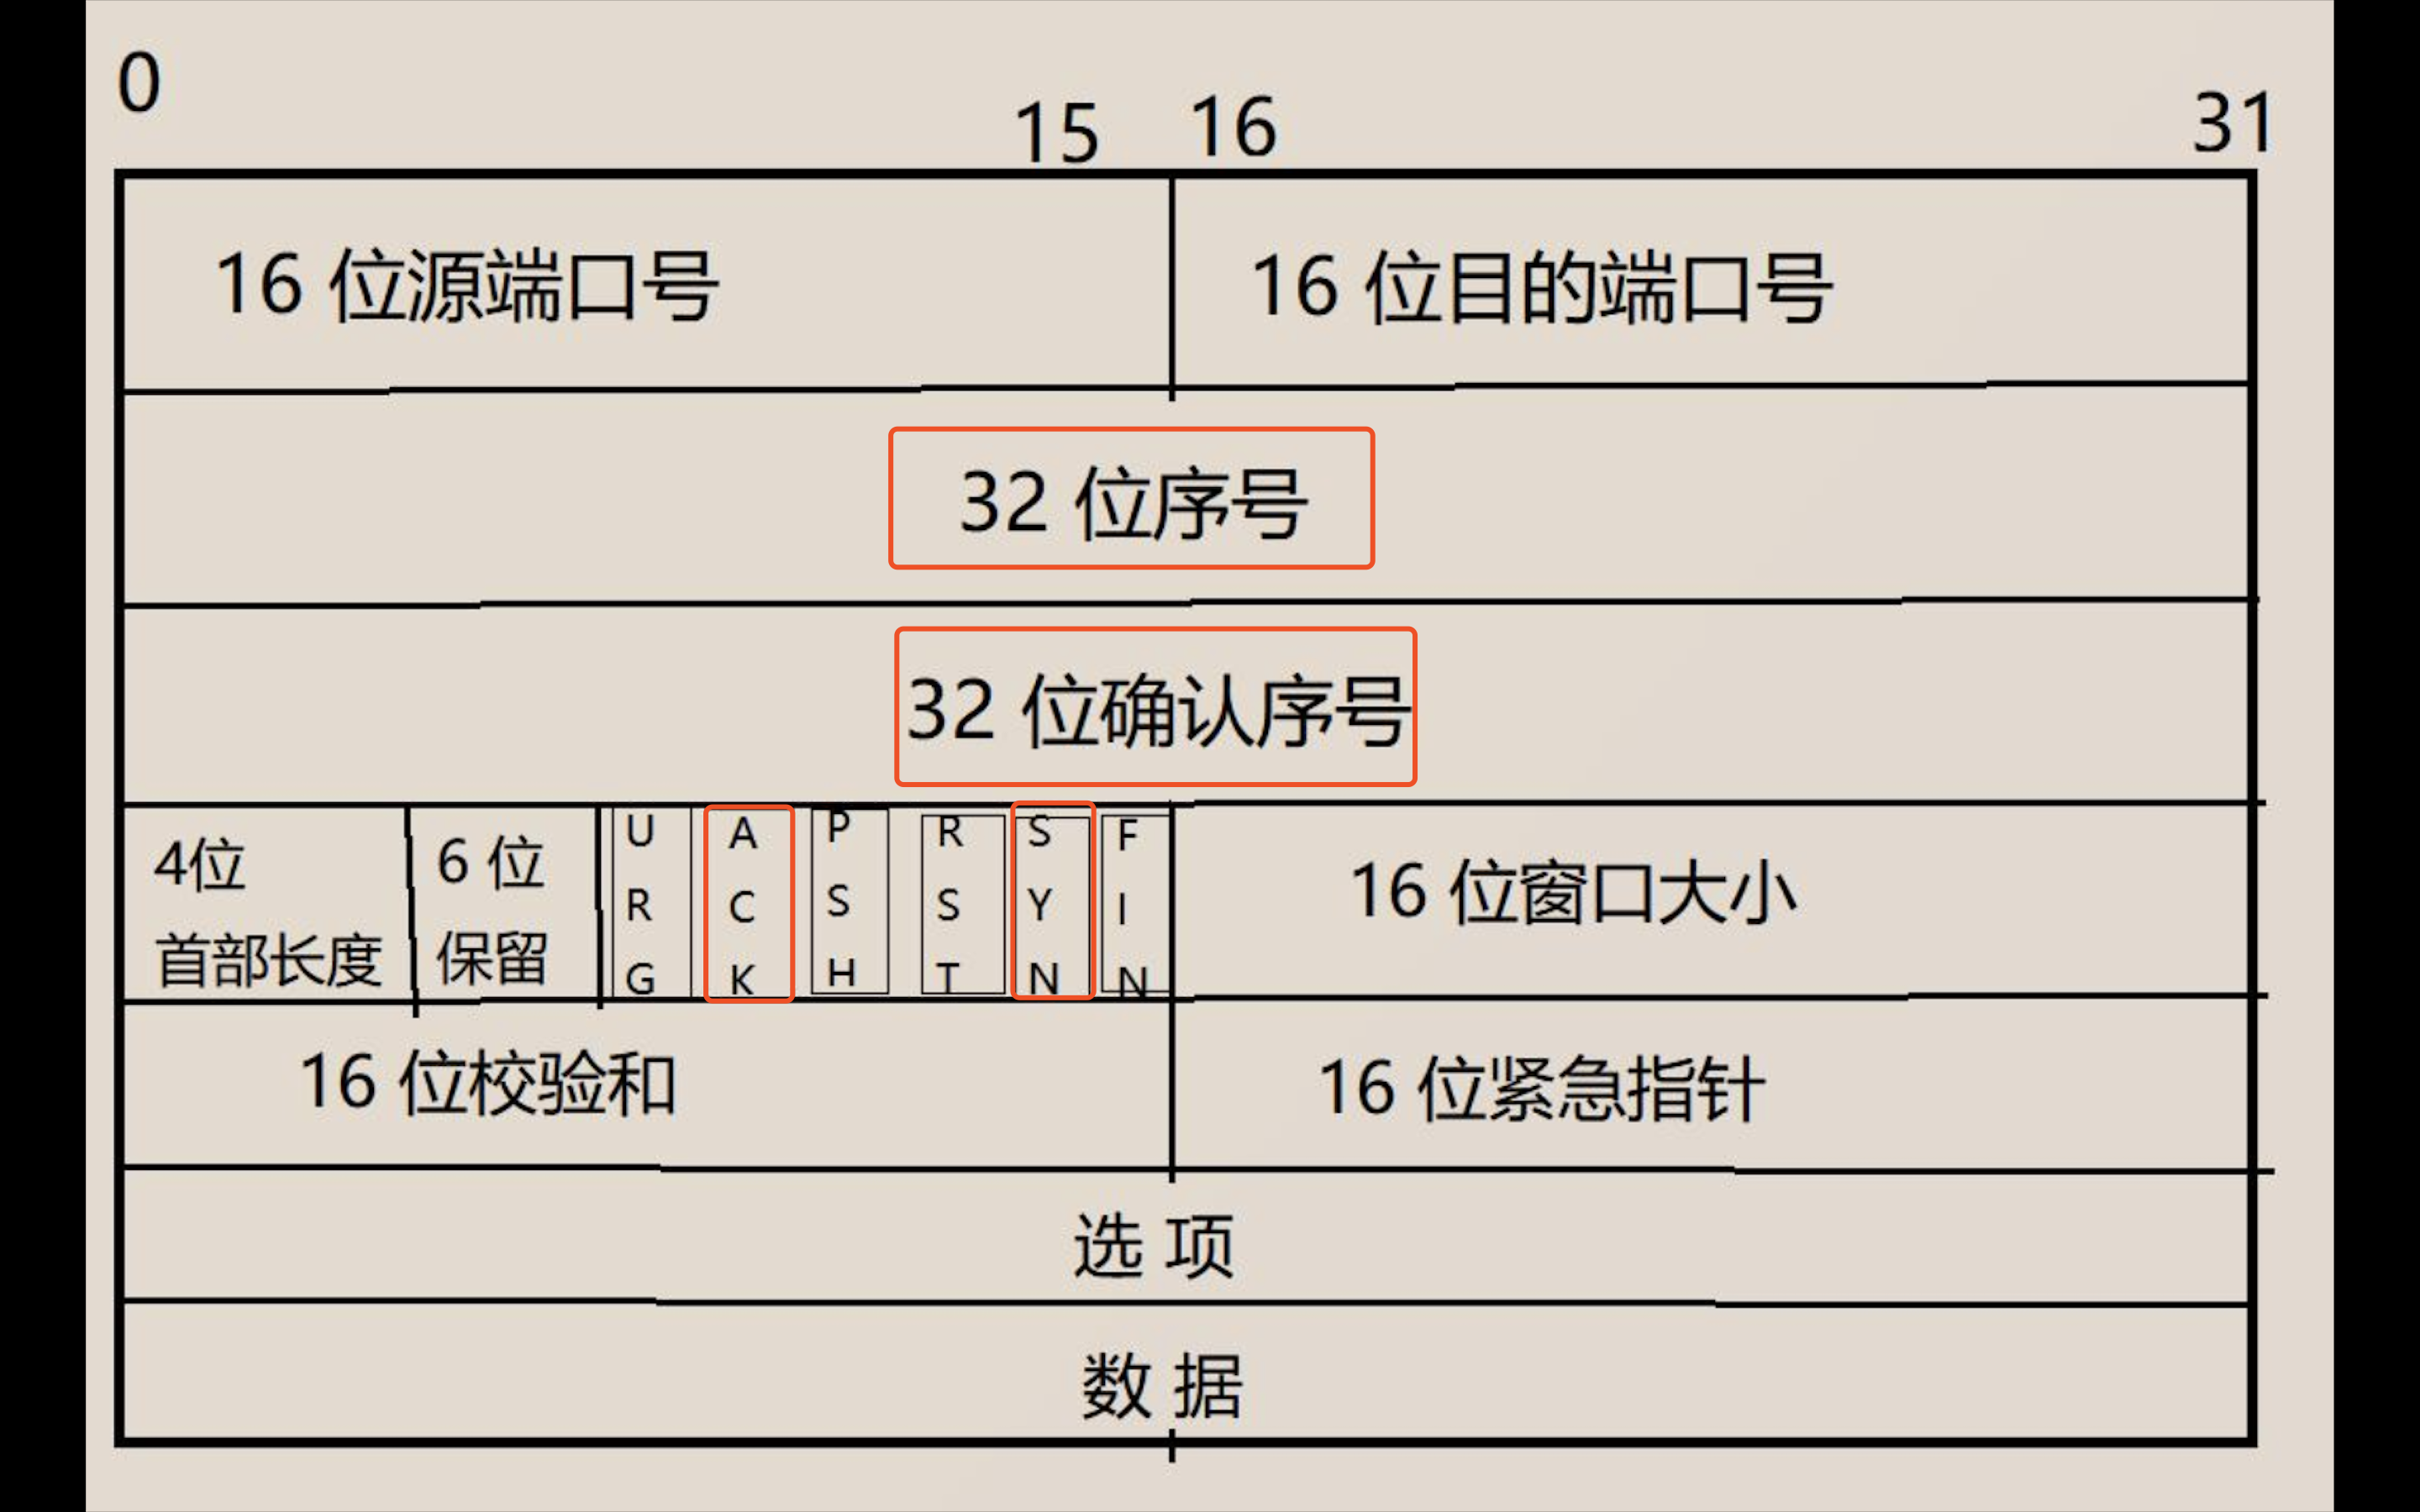 0
15 16
31
16 位源端口号
16 位目的端口号
32 位序号
32 位确认序号
4位
首部长度
6 位
保留
URG
ACK
PSH
RST
SYN
FIN
16 位窗口大小
16 位校验和
16 位紧急指针
选 项
数 据